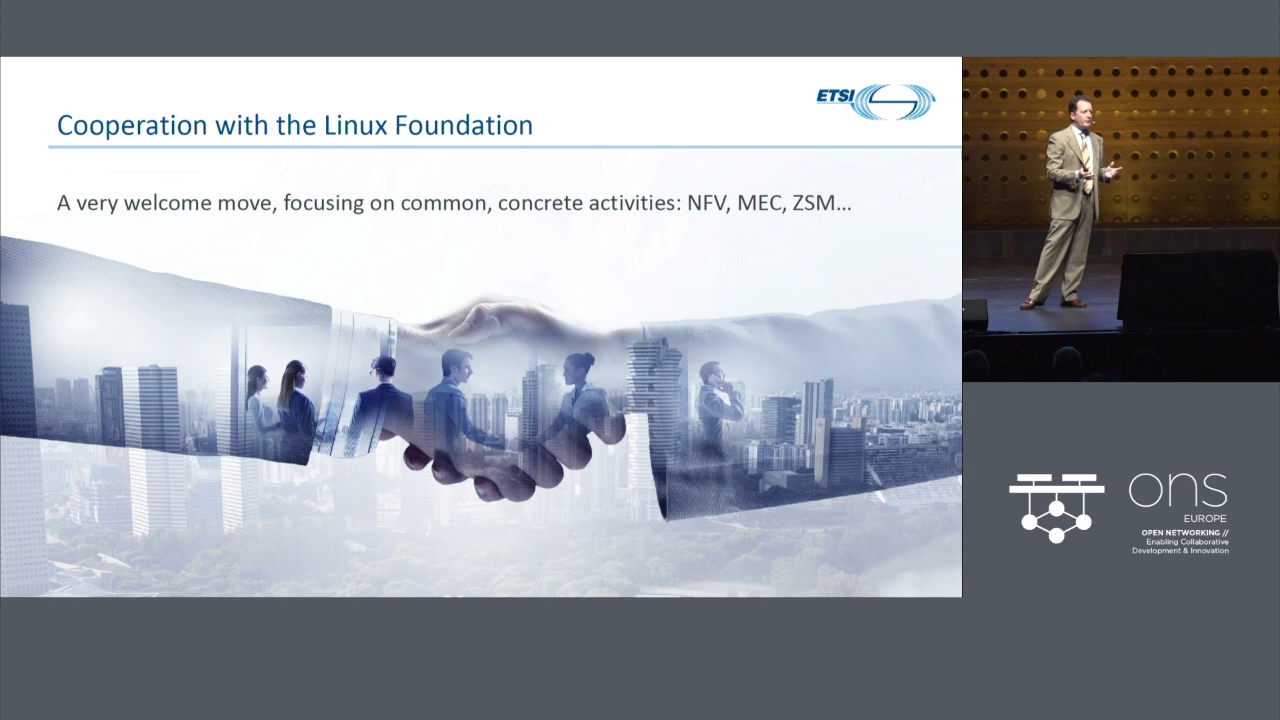 ETSI
Cooperation with the Linux Foundation
A very welcome move, focusing on common, concrete activities: NFV, MEC, ZSM...
ons
EUROPE
OPEN NETWORKING //
Enabling Collaborative
Development & Innovation